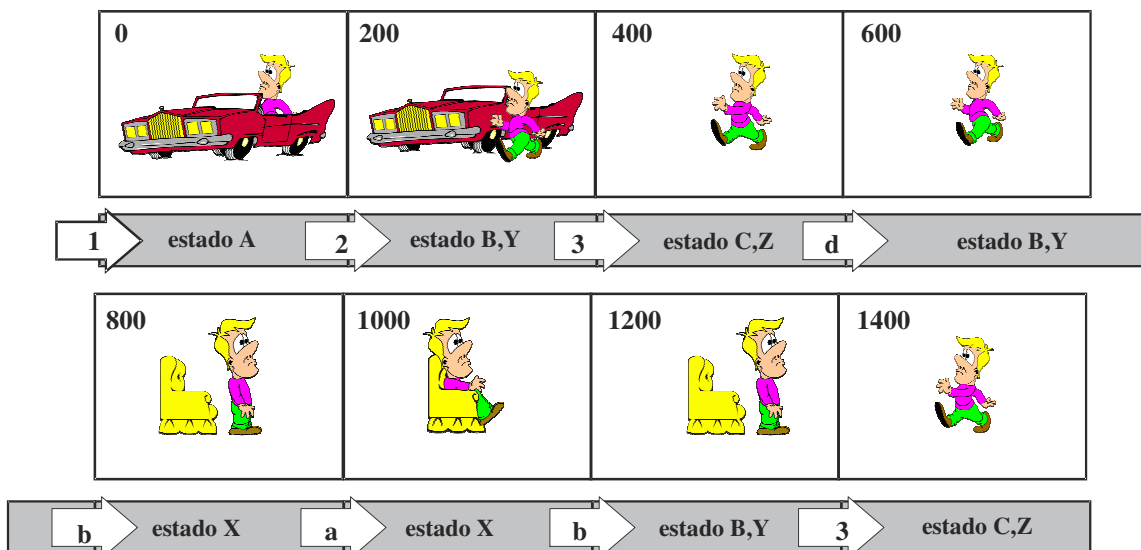 0 200 400 600
1 estado A 2 estado B,Y 3 estado C,Z d estado B,Y
800 1000 1200 1400
b estado X a estado X b estado B,Y 3 estado C,Z